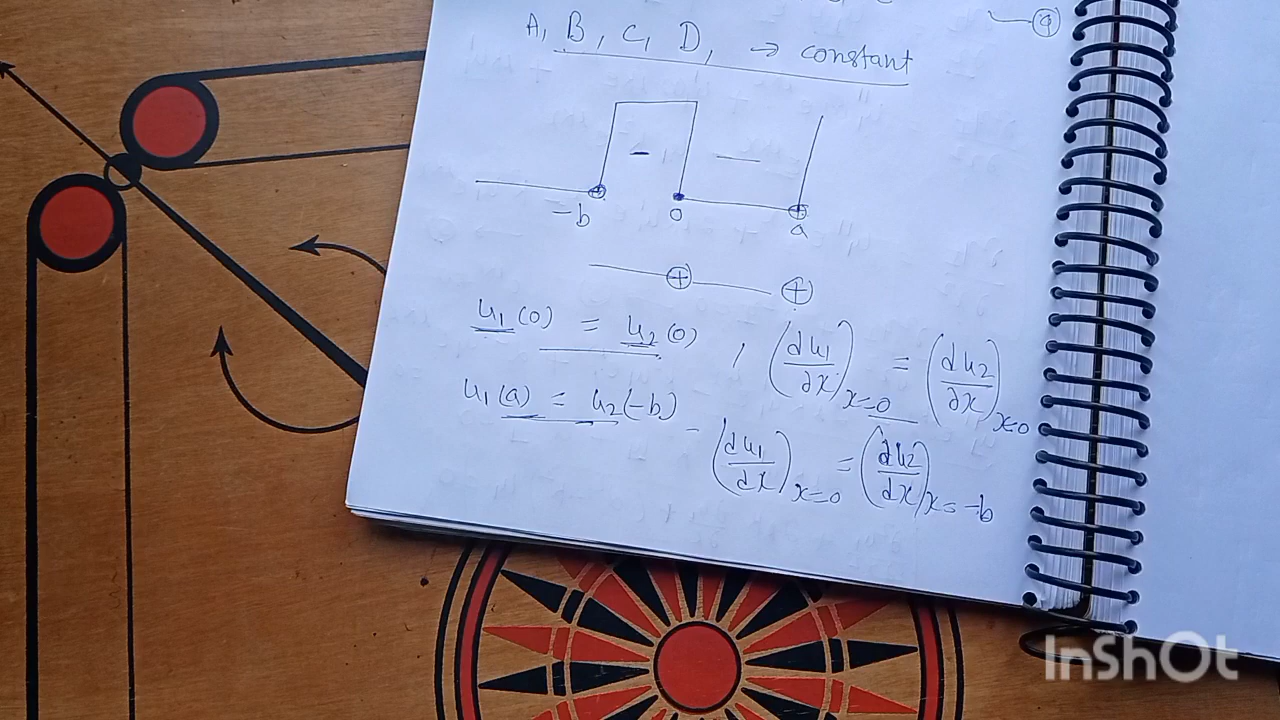 9
A, B, C, D, → constant
-b 0 a
u₁(0) = u₂(0) , (du₁/dx)x=0 = (du₂/dx)x=0
u₁(a) = u₂(-b)
(du₁/dx)x=0 = (du₂/dx)x=-b
InShOt